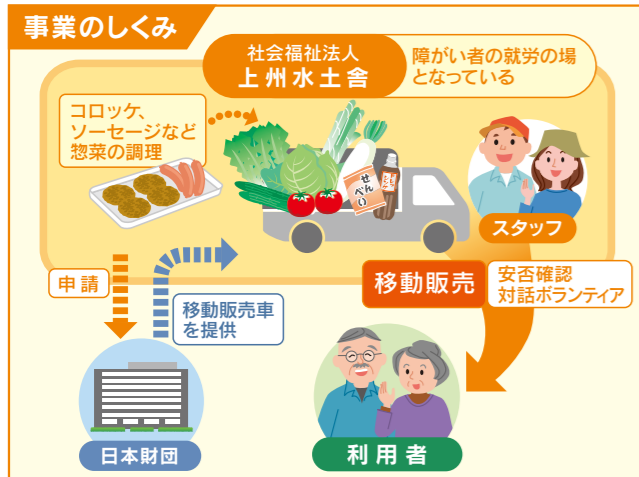 事業のしくみ
社会福祉法人
上州水土舎
障がい者の就労の場
となっている
コロッケ、
ソーセージなど
惣菜の調理
せんべい
スタッフ
申請
移動販売車
を提供
移動販売
安否確認
対話ボランティア
日本財団
利用者